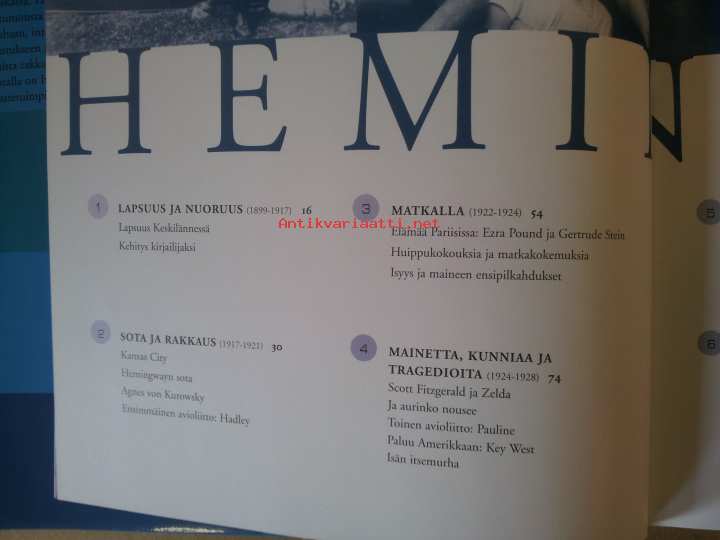 HEMIN
1 LAPSUUS JA NUORUUS (1899-1917) 16
Lapsuus Keskilännessä
Kehitys kirjailijaksi
2 SOTA JA RAKKAUS (1917-1921) 30
Kansas City
Hemingwayn sota
Agnes von Kurowsky
Ensimmäinen avioliitto: Hadley
3 MATKALLA (1922-1924) 54
Elämää Pariisissa: Ezra Pound ja Gertrude Stein
Huippukokouksia ja matkakokemuksia
Isyys ja maineen ensipilkahdukset
4 MAINETTA, KUNNIAA JA
TRAGEDIOITA (1924-1928) 74
Scott Fitzgerald ja Zelda
Ja aurinko nousee
Toinen avioliitto: Pauline
Paluu Amerikkaan: Key West
Isän itsemurha
5
6
Antikvariaatti.net